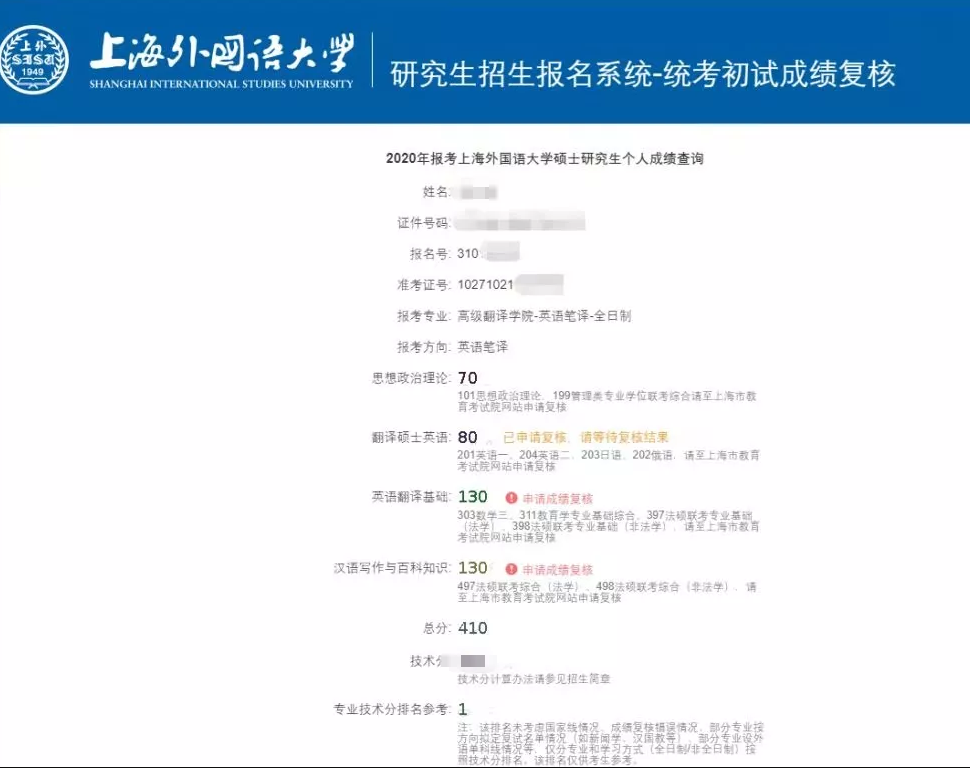 上外
SISU
1949
上海外国语大学
SHANGHAI INTERNATIONAL STUDIES UNIVERSITY
研究生招生报名系统-统考初试成绩复核
2020年报考上海外国语大学硕士研究生个人成绩查询
姓名:
证件号码:
报名号: 310
准考证号: 10271021
报考专业: 高级翻译学院-英语笔译-全日制
报考方向: 英语笔译
思想政治理论: 70
101思想政治理论、199管理类专业学位联考综合请至上海市教
育考试院网站申请复核
翻译硕士英语: 80 已申请复核，请等待复核结果
201英语一、204英语二、203日语、202俄语，请至上海市教育
考试院网站申请复核
英语翻译基础: 130 申请成绩复核
303数学三、311教育学专业基础综合、397法硕联考专业基础
（法学）、398法硕联考专业基础（非法学），请至上海市教育
考试院网站申请复核
汉语写作与百科知识: 130 申请成绩复核
497法硕联考综合（法学）、498法硕联考综合（非法学），请
至上海市教育考试院网站申请复核
总分: 410
技术分
技术分计算办法请参见招生简章
专业技术分排名参考: 1
注：该排名未考虑国家线情况、成绩复核错误情况、部分专业按
方向拟定复试名单情况（如新闻学、汉国教等）、部分专业设外
语单科线情况等，仅分专业和学习方式（全日制/非全日制）按
照技术分排名。该排名仅供考生参考。